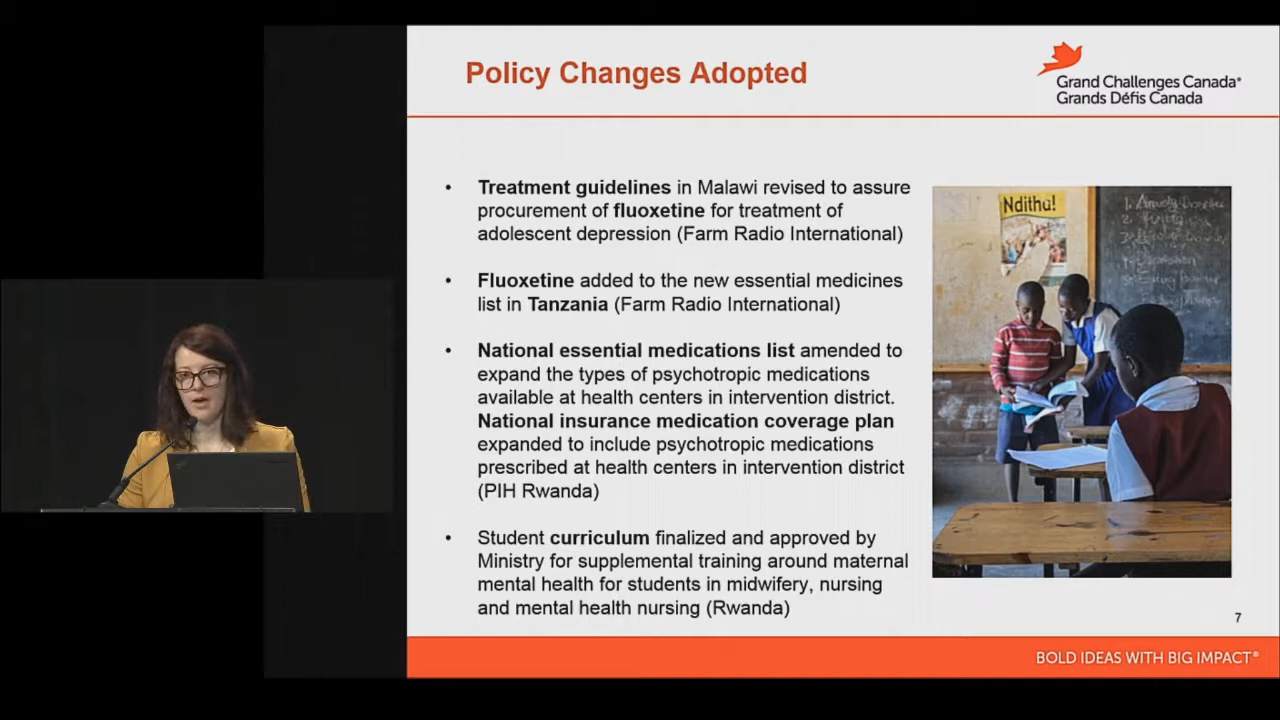 Policy Changes Adopted
Grand Challenges Canada®
Grands Défis Canada
• Treatment guidelines in Malawi revised to assure
procurement of fluoxetine for treatment of
adolescent depression (Farm Radio International)
• Fluoxetine added to the new essential medicines
list in Tanzania (Farm Radio International)
• National essential medications list amended to
expand the types of psychotropic medications
available at health centers in intervention district.
National insurance medication coverage plan
expanded to include psychotropic medications
prescribed at health centers in intervention district
(PIH Rwanda)
• Student curriculum finalized and approved by
Ministry for supplemental training around maternal
mental health for students in midwifery, nursing
and mental health nursing (Rwanda)
Ndithu!
7
BOLD IDEAS WITH BIG IMPACT®